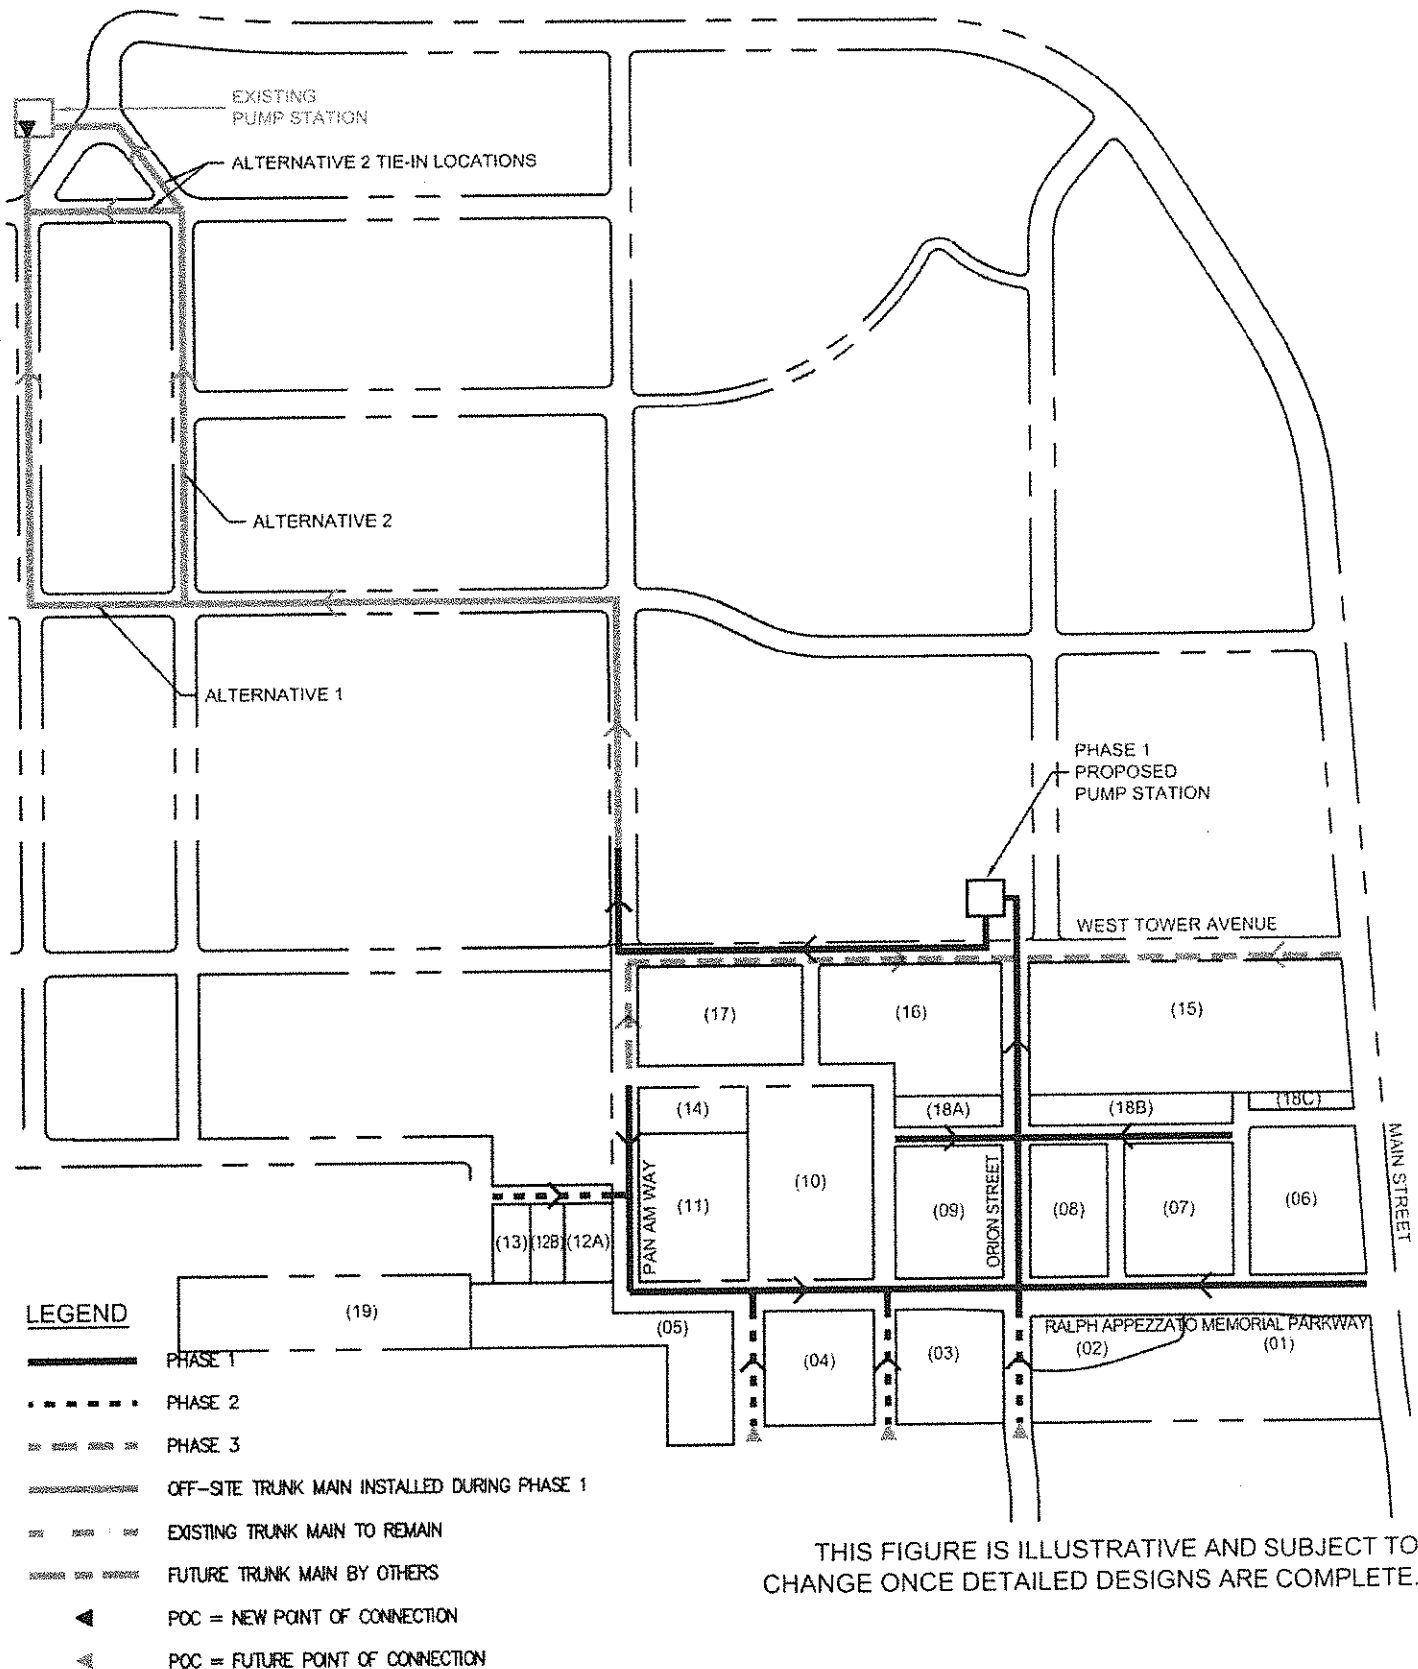 EXISTING
PUMP STATION
ALTERNATIVE 2 TIE-IN LOCATIONS
ALTERNATIVE 2
ALTERNATIVE 1
PHASE 1
PROPOSED
PUMP STATION
WEST TOWER AVENUE
(17)
(16)
(15)
(14)
(18A)
(18B)
(18C)
MAIN STREET
PAN AM WAY
(11)
(10)
(09)
ORION STREET
(08)
(07)
(06)
(13)
(12B)
(12A)
(19)
(05)
(04)
(03)
RALPH APPEZZATO MEMORIAL PARKWAY
(02)
(01)
LEGEND
PHASE 1
PHASE 2
PHASE 3
OFF-SITE TRUNK MAIN INSTALLED DURING PHASE 1
EXISTING TRUNK MAIN TO REMAIN
FUTURE TRUNK MAIN BY OTHERS
POC = NEW POINT OF CONNECTION
POC = FUTURE POINT OF CONNECTION
THIS FIGURE IS ILLUSTRATIVE AND SUBJECT TO
CHANGE ONCE DETAILED DESIGNS ARE COMPLETE.